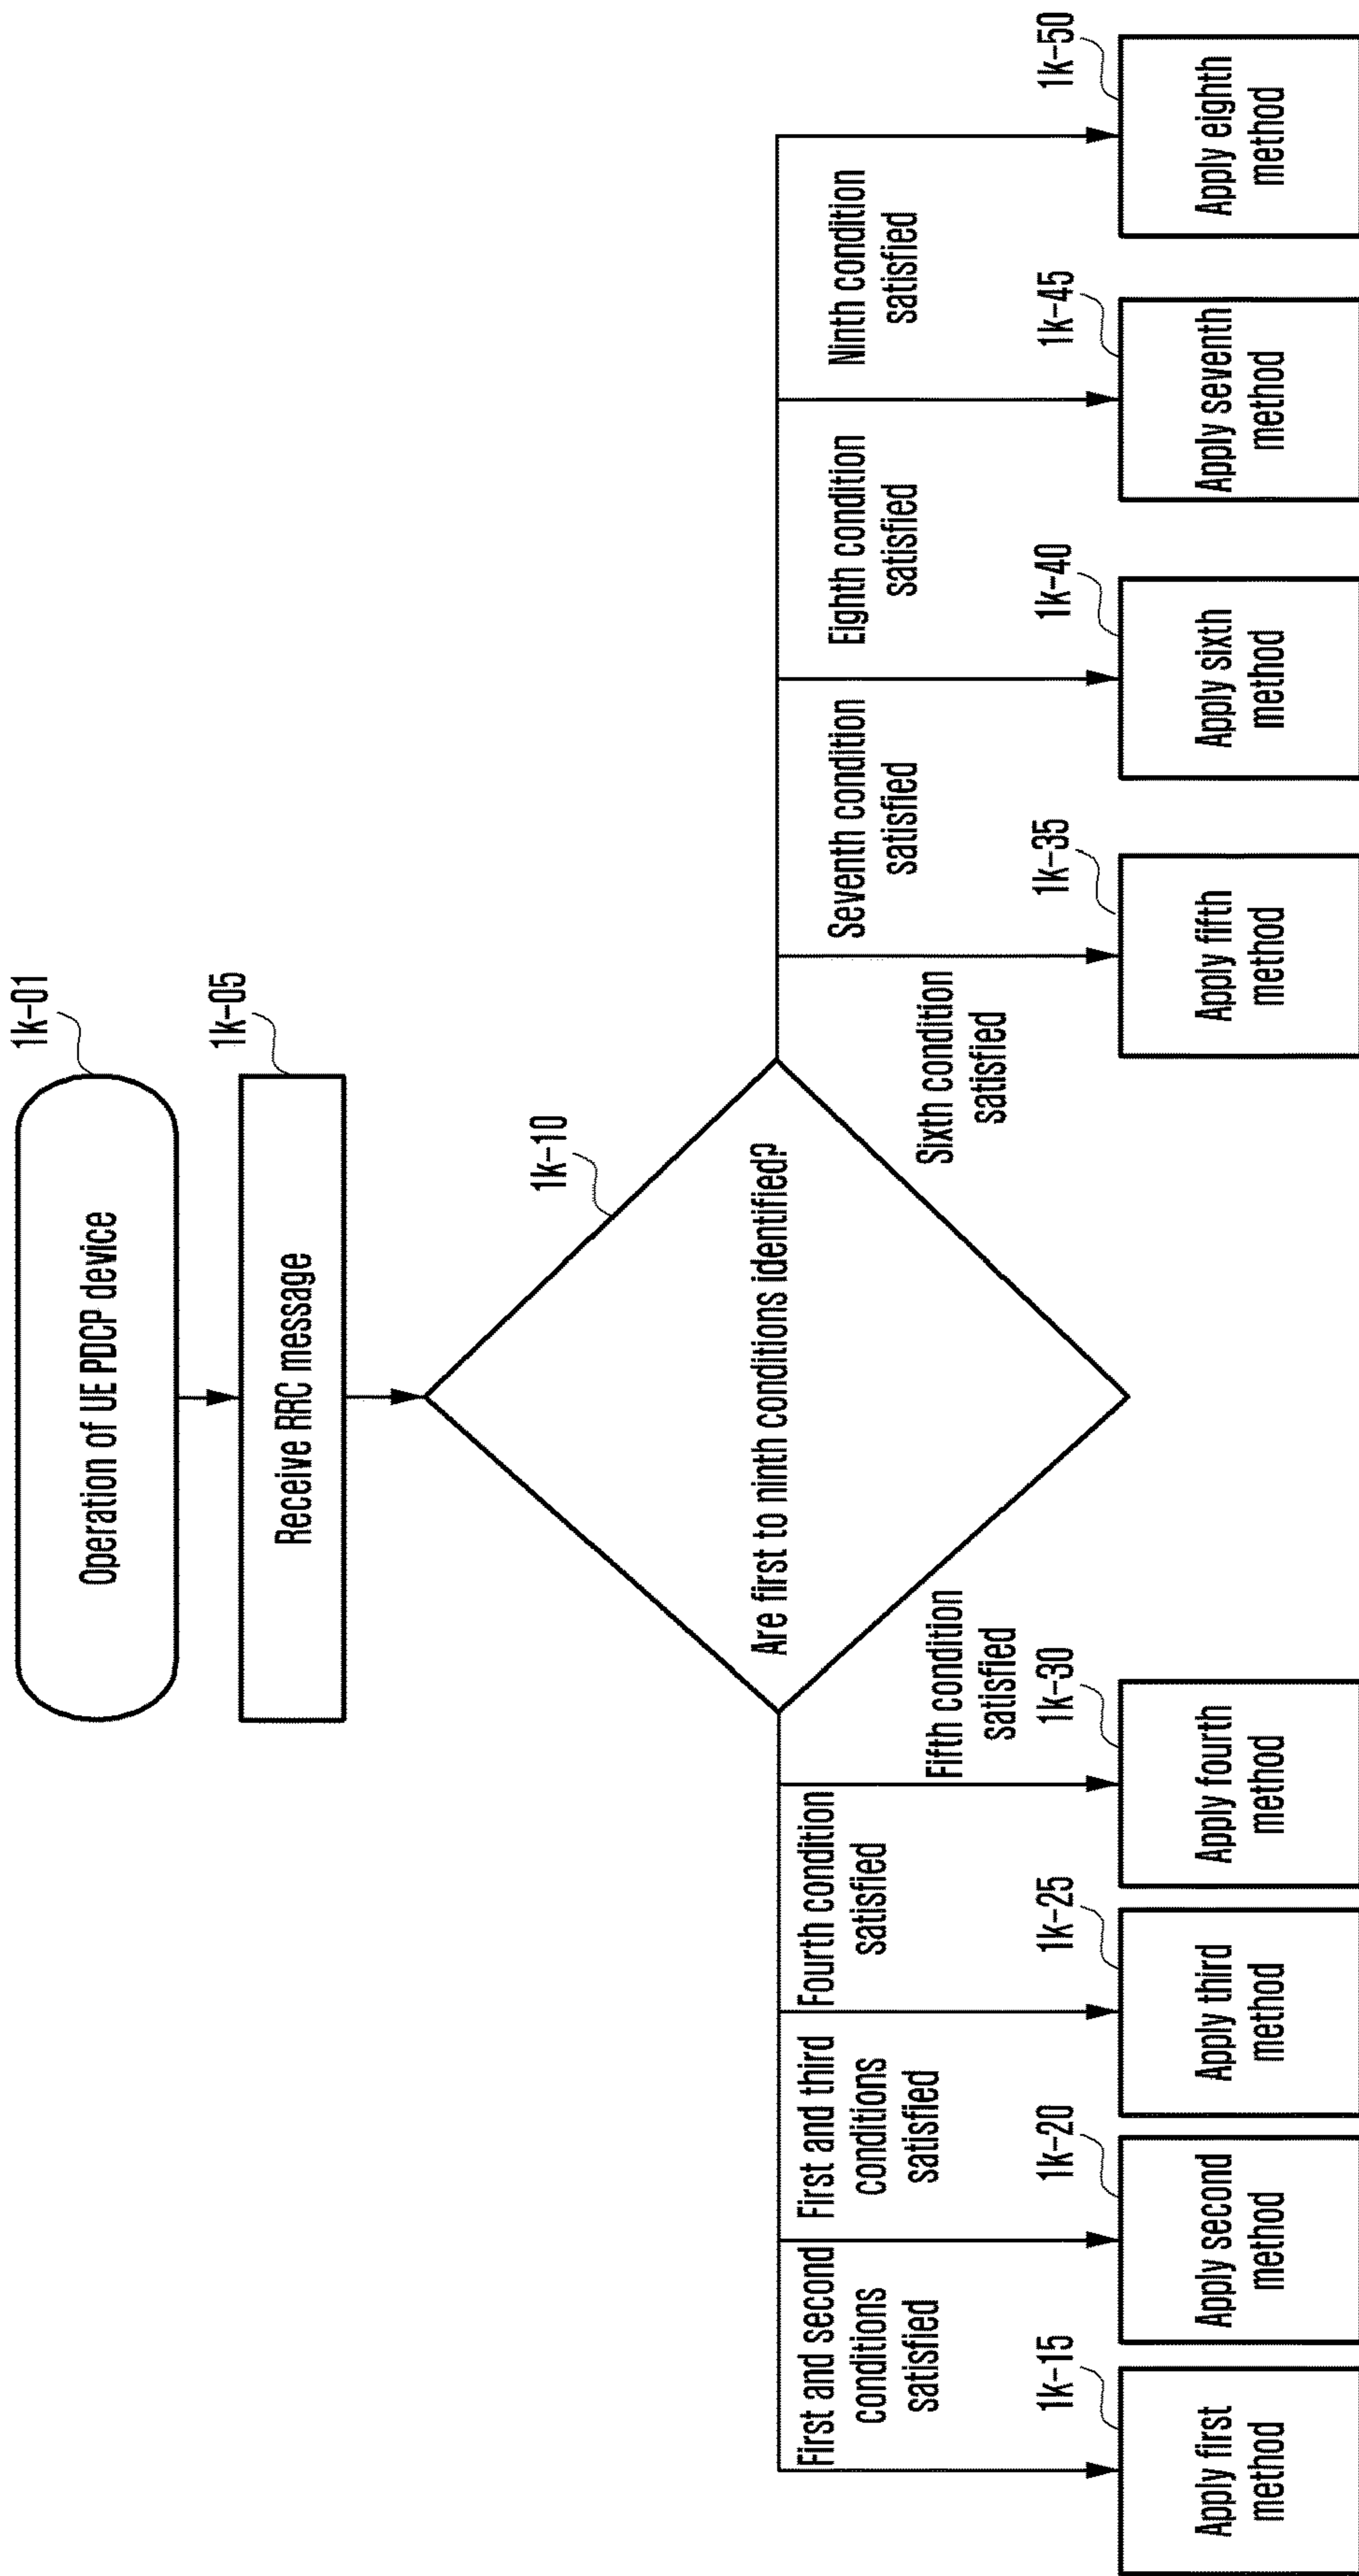 1k-01
Operation of UE PDCP device
1k-05
Receive RRC message
1k-10
Are first to ninth conditions identified?
First and second
conditions
satisfied
First and third
conditions
satisfied
Fourth condition
satisfied
Fifth condition
satisfied
Sixth condition
satisfied
Seventh condition
satisfied
Eighth condition
satisfied
Ninth condition
satisfied
1k-15
Apply first
method
1k-20
Apply second
method
1k-25
Apply third
method
1k-30
Apply fourth
method
1k-35
Apply fifth
method
1k-40
Apply sixth
method
1k-45
Apply seventh
method
1k-50
Apply eighth
method